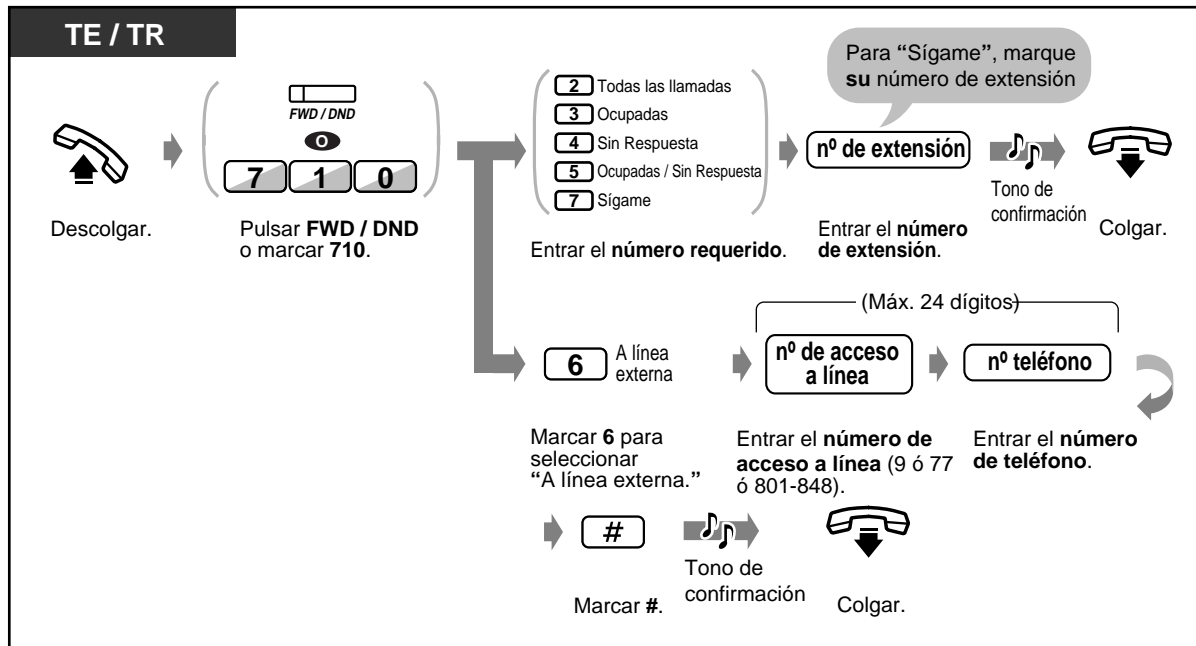 TE / TR
Para “Sígame”, marque
su número de extensión
FWD / DND
O
7 1 0
2 Todas las llamadas
3 Ocupadas
4 Sin Respuesta
5 Ocupadas / Sin Respuesta
7 Sígame
nº de extensión
Tono de
confirmación
Descolgar.
Pulsar FWD / DND
o marcar 710.
Entrar el número requerido.
Entrar el número
de extensión.
Colgar.
(Máx. 24 dígitos)
6 A línea
externa
nº de acceso
a línea
nº teléfono
Marcar 6 para
seleccionar
“A línea externa.”
Entrar el número de
acceso a línea (9 ó 77
ó 801-848).
Entrar el número
de teléfono.
#
Tono de
confirmación
Marcar #.
Colgar.